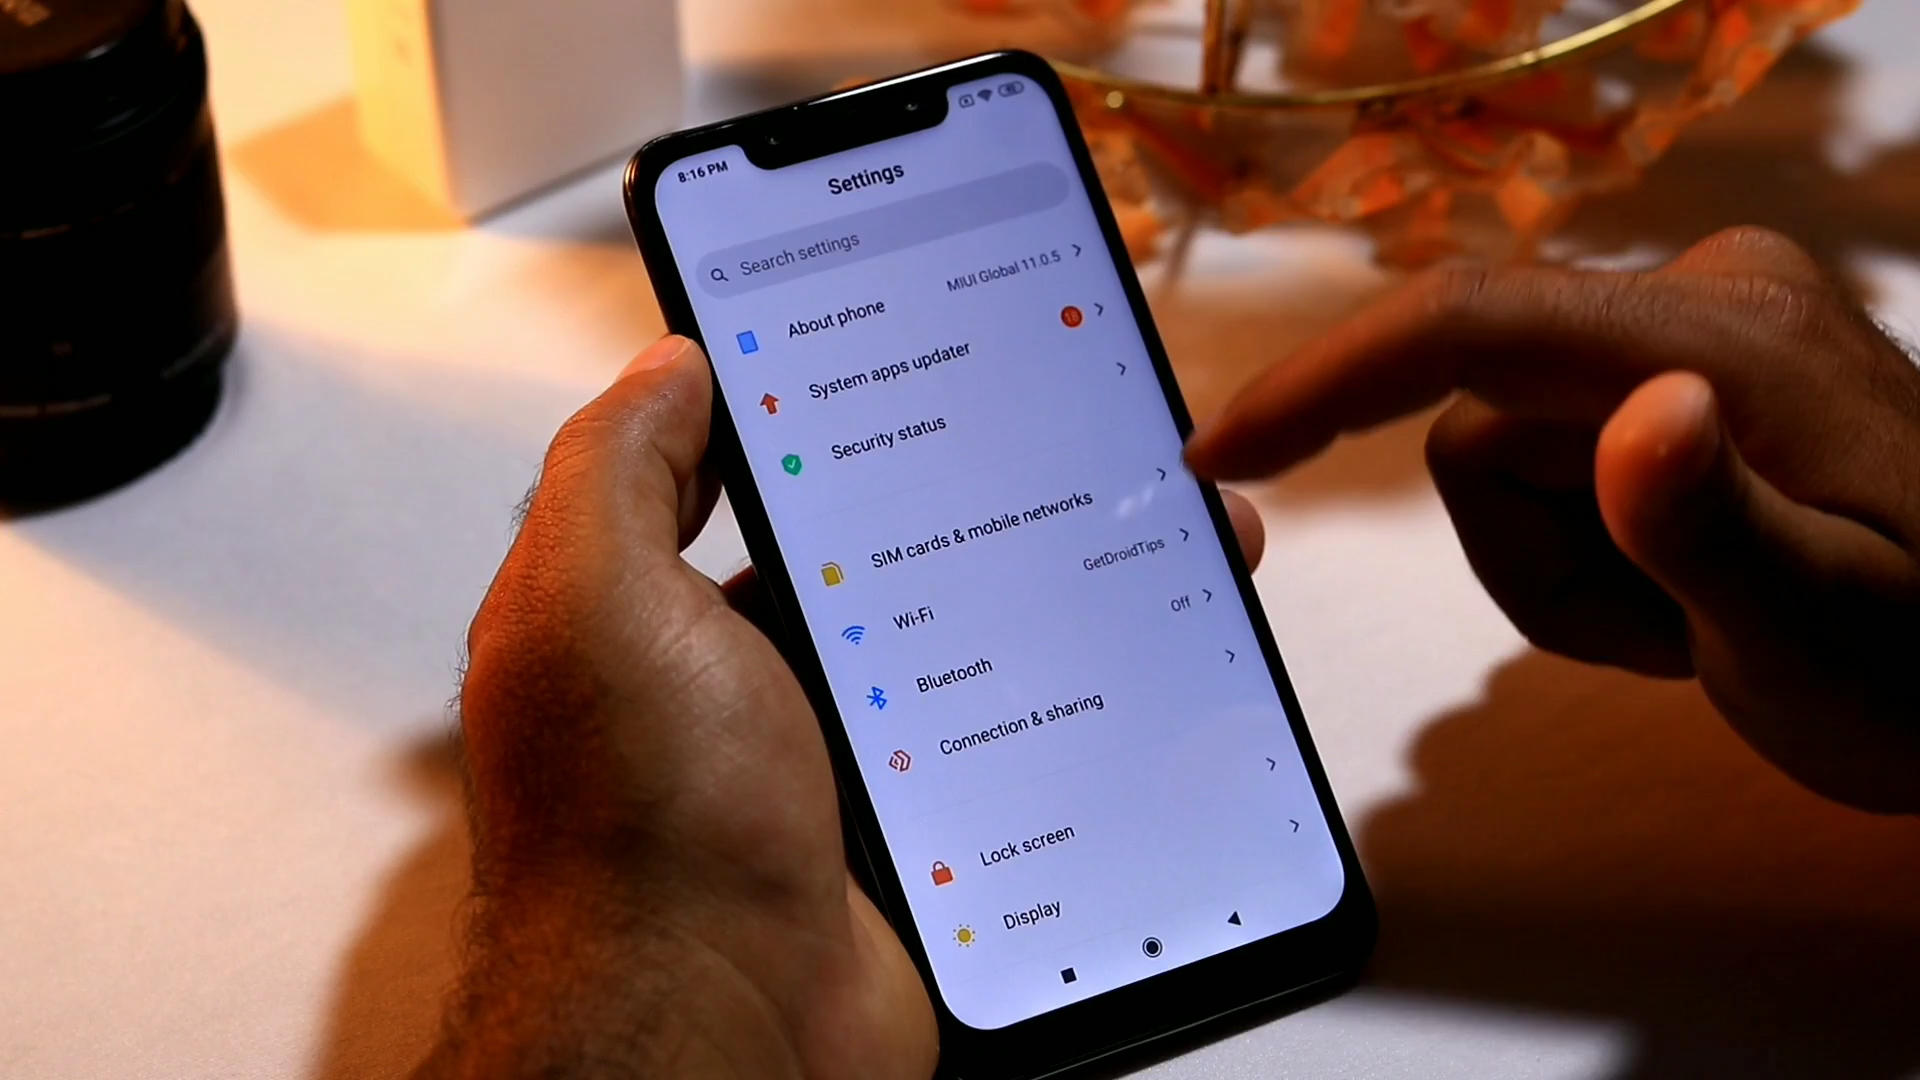 8:16 PM
Settings
Search settings
About phone MIUI Global 11.0.5
System apps updater 18
Security status
SIM cards & mobile networks
Wi-Fi GetDroidTips
Bluetooth Off
Connection & sharing
Lock screen
Display